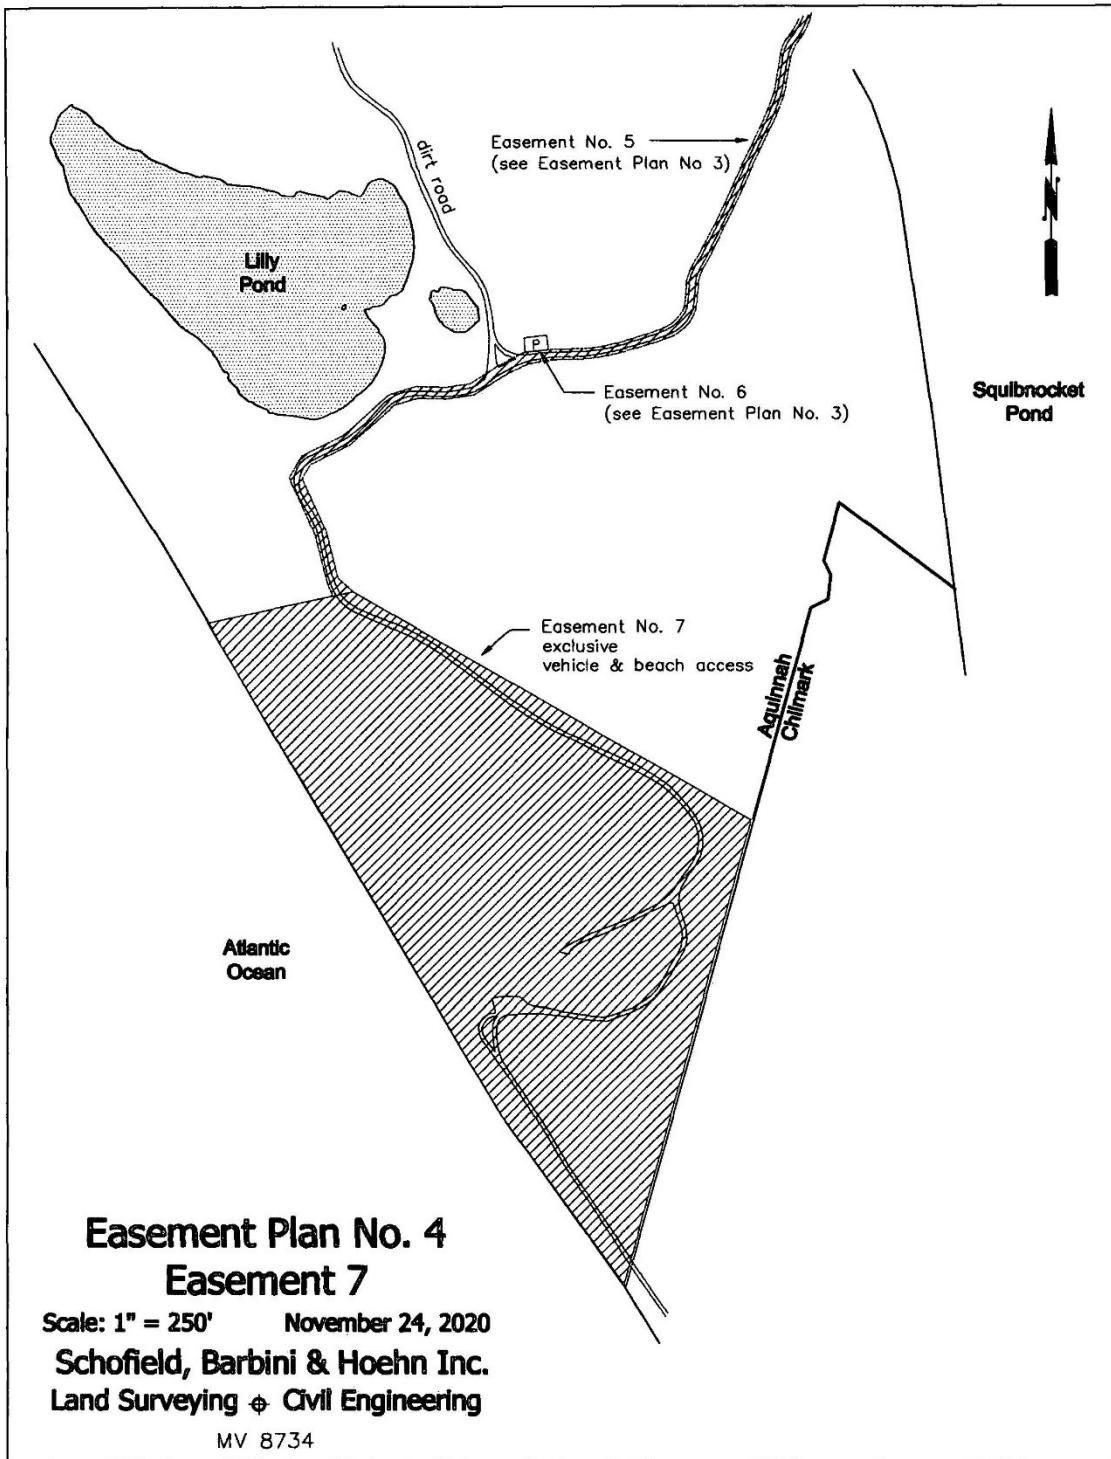 Easement No. 5
(see Easement Plan No 3)
dirt road
N
Lilly
Pond
P
Easement No. 6
(see Easement Plan No. 3)
Squibnocket
Pond
Easement No. 7
exclusive
vehicle & beach access
Aquinnah
Chilmark
Atlantic
Ocean
Easement Plan No. 4
Easement 7
Scale: 1" = 250' November 24, 2020
Schofield, Barbini & Hoehn Inc.
Land Surveying Civil Engineering
MV 8734